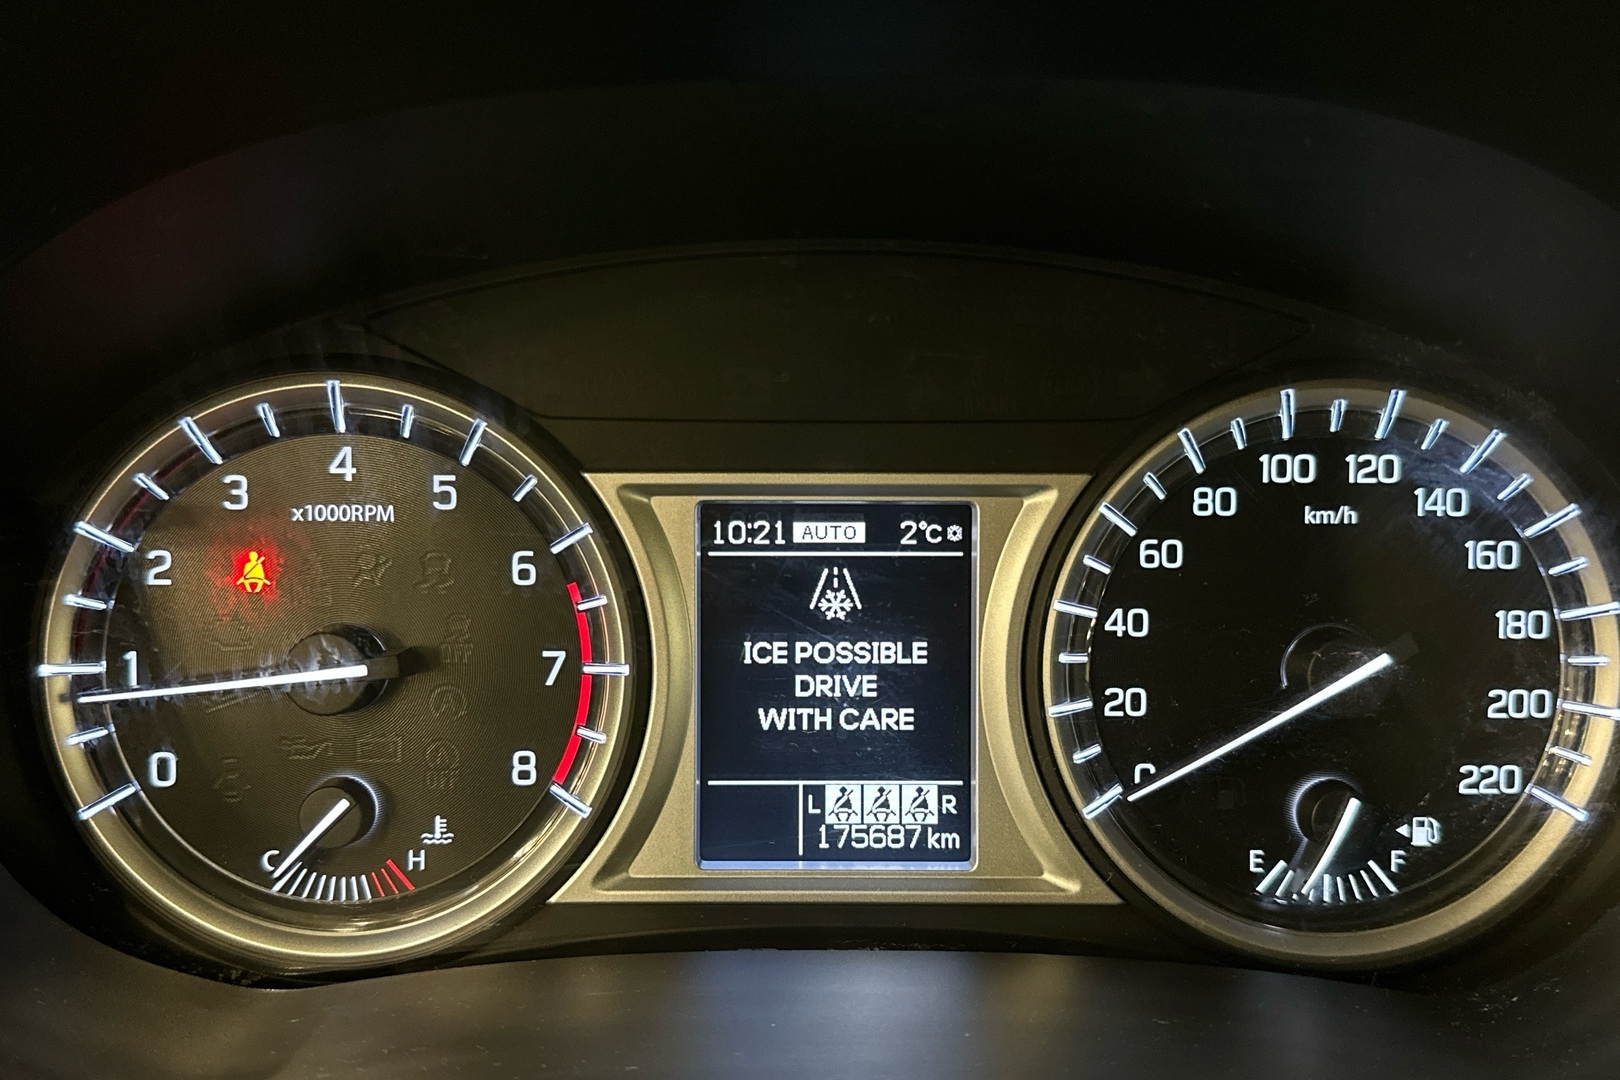 4
3
5
x1000RPM
2
6
1
7
0
8
C
H
10:21 AUTO 2°C
ICE POSSIBLE
DRIVE
WITH CARE
L R
175687 km
100 120
80 140
km/h
60 160
40 180
20 200
0 220
E F